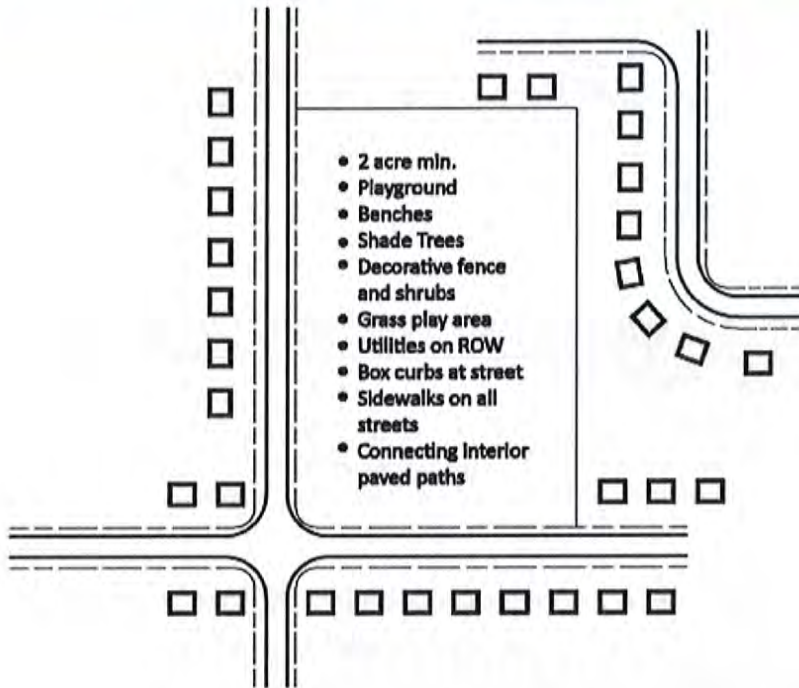 • 2 acre min.
• Playground
• Benches
• Shade Trees
• Decorative fence
and shrubs
• Grass play area
• Utilities on ROW
• Box curbs at street
• Sidewalks on all
streets
• Connecting interior
paved paths